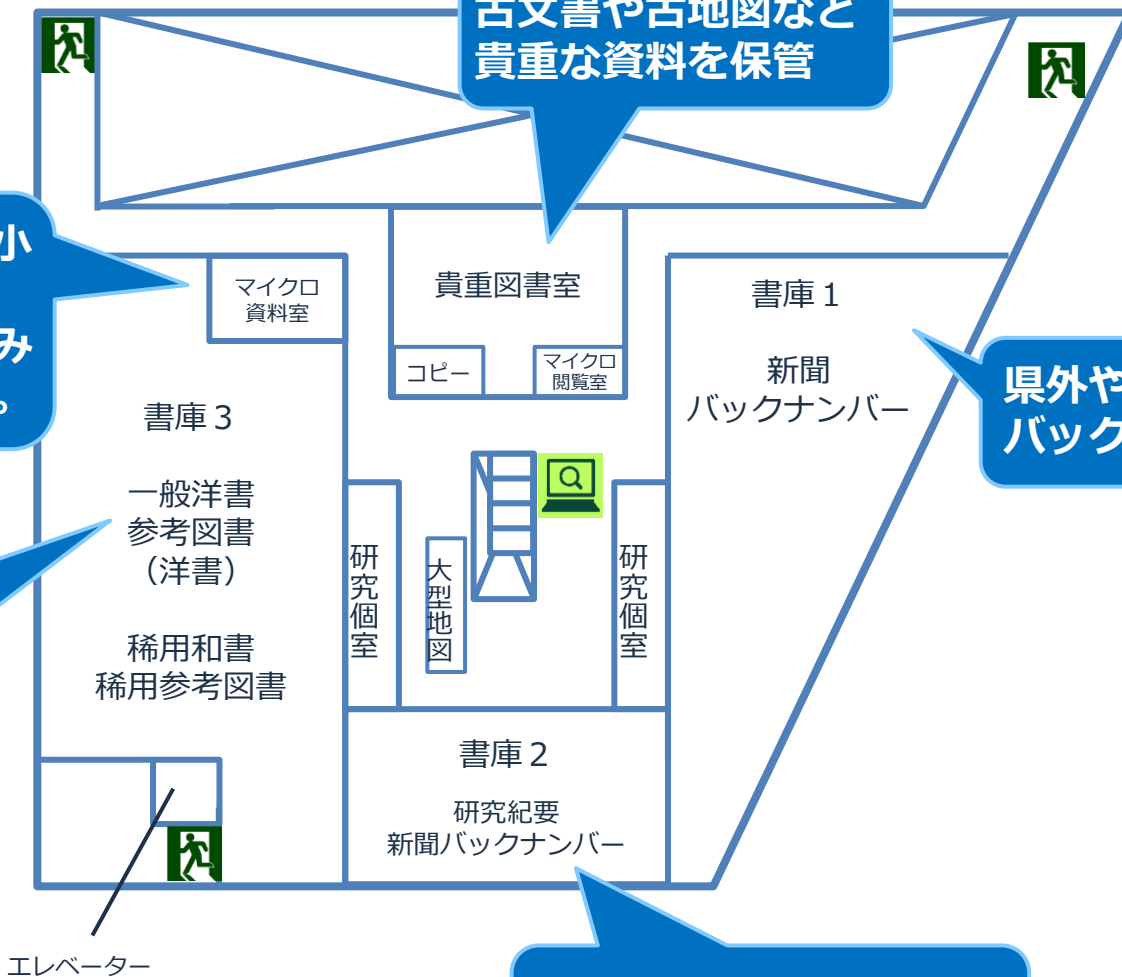 古文書や古地図など
貴重な資料を保管
小
み
。
マイクロ
資料室
貴重図書室
コピー
マイクロ
閲覧室
書庫１
新聞
バックナンバー
県外や
バック
書庫３
一般洋書
参考図書
（洋書）
稀用和書
稀用参考図書
研究個室
大型地図
研究個室
書庫２
研究紀要
新聞バックナンバー
エレベーター